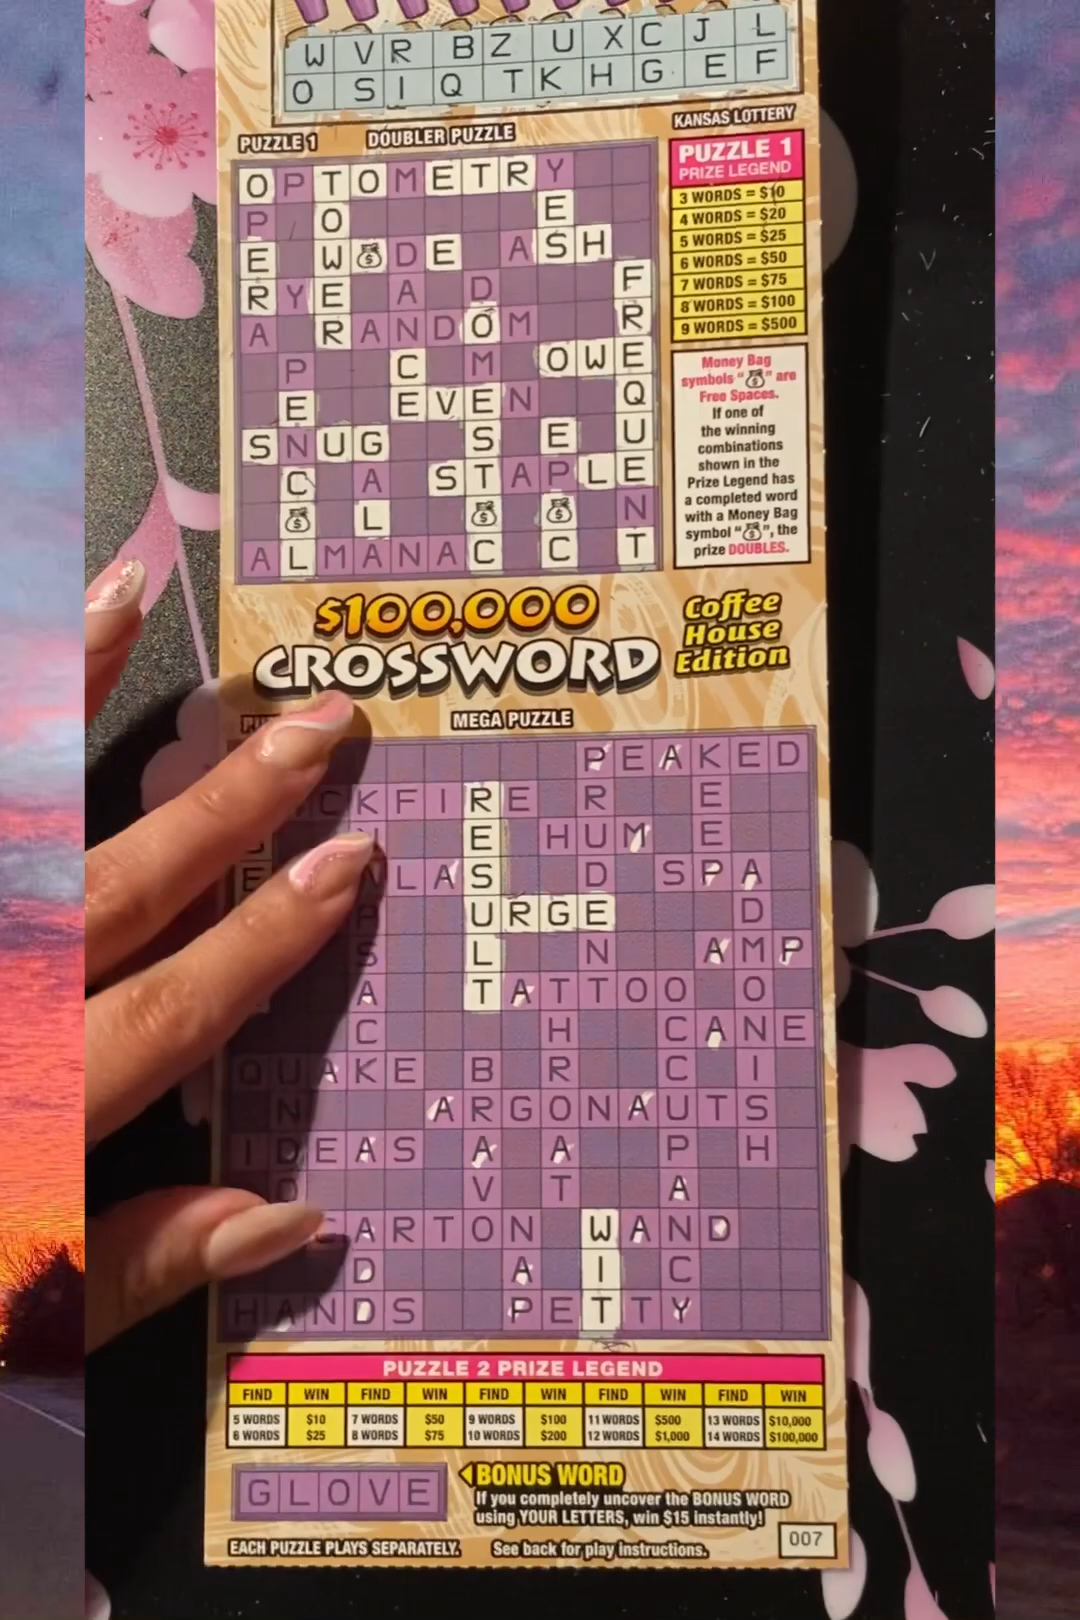 W V R B Z U X C J L
O S I Q T K H G E F
PUZZLE 1 DOUBLER PUZZLE
KANSAS LOTTERY
PUZZLE 1
PRIZE LEGEND
3 WORDS = $10
4 WORDS = $20
5 WORDS = $25
6 WORDS = $50
7 WORDS = $75
8 WORDS = $100
9 WORDS = $500
Money Bag
symbols " " are
Free Spaces.
If one of
the winning
combinations
shown in the
Prize Legend has
a completed word
with a Money Bag
symbol " ", the
prize DOUBLES.
O P T O M E T R Y
P O E
E W D E A S H
R Y E A D F
A R A N D O M R
P C M O W E E
E E V E N Q
S N U G S E U
C A S T A P L E
L N
A L M A N A C C T
$100,000
CROSSWORD
Coffee
House
Edition
MEGA PUZZLE
P E A K E D
C K F I R E R E
E H U M E
E L A S D S P A
P U R G E D
S L N A M P
A T A T T O O O
C H C A N E
Q U A K E B R C I
N A R G O N A U T S
I D E A S A A P H
O V T A
C A R T O N W A N D
D A I C
H A N D S P E T T Y
PUZZLE 2 PRIZE LEGEND
FIND WIN FIND WIN FIND WIN FIND WIN FIND WIN
5 WORDS $10 7 WORDS $50 9 WORDS $100 11 WORDS $500 13 WORDS $10,000
6 WORDS $25 8 WORDS $75 10 WORDS $200 12 WORDS $1,000 14 WORDS $100,000
G L O V E
BONUS WORD
If you completely uncover the BONUS WORD
using YOUR LETTERS, win $15 instantly!
007
EACH PUZZLE PLAYS SEPARATELY. See back for play instructions.